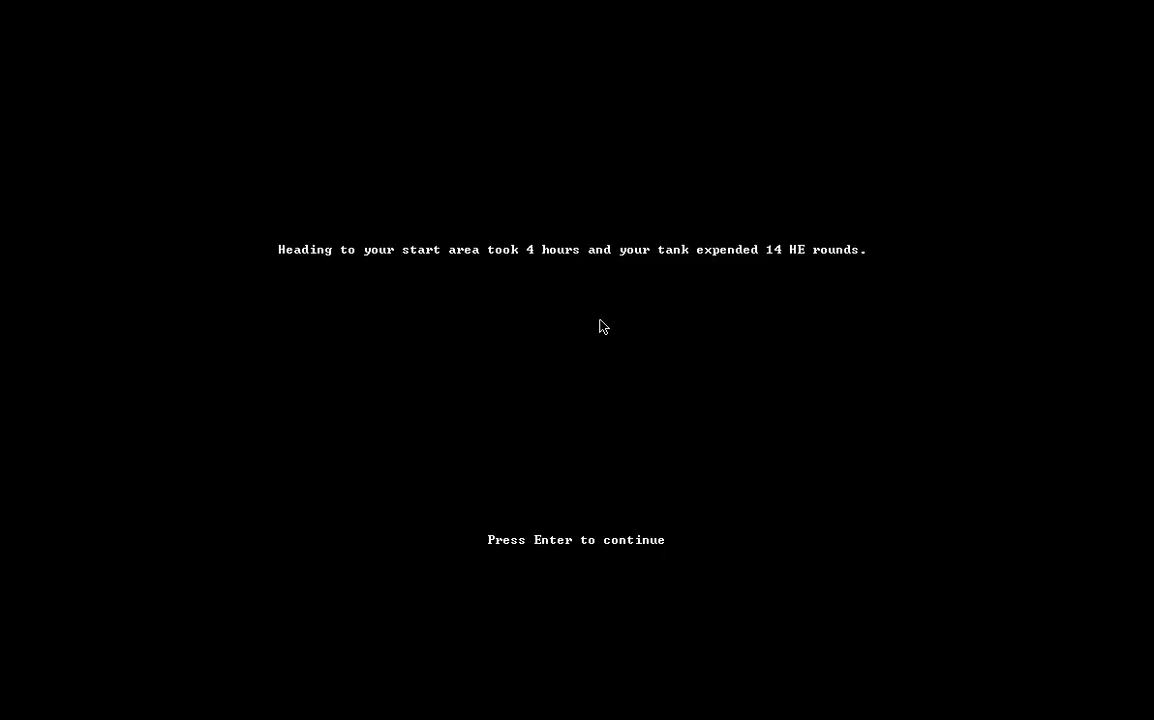 Heading to your start area took 4 hours and your tank expended 14 HE rounds.
Press Enter to continue